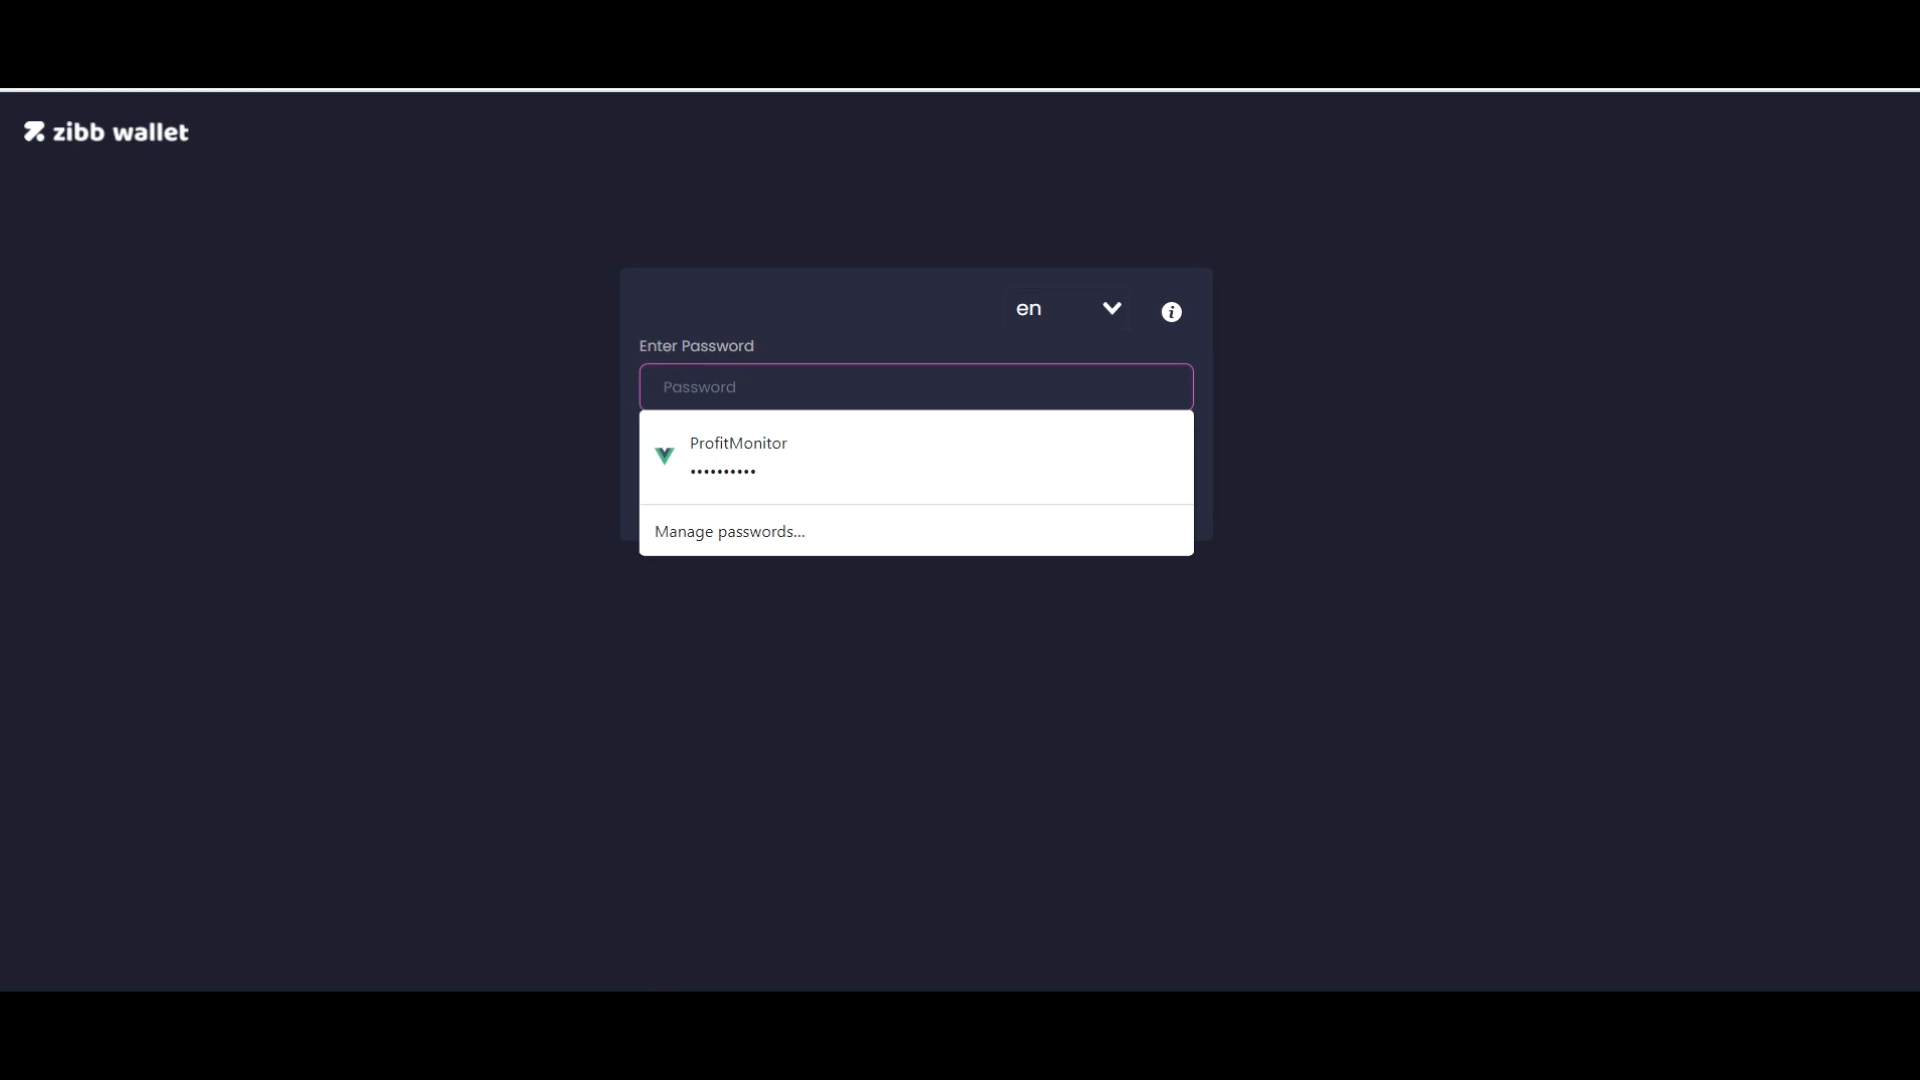 zibb wallet
en
Enter Password
Password
ProfitMonitor
••••••••••
Manage passwords...